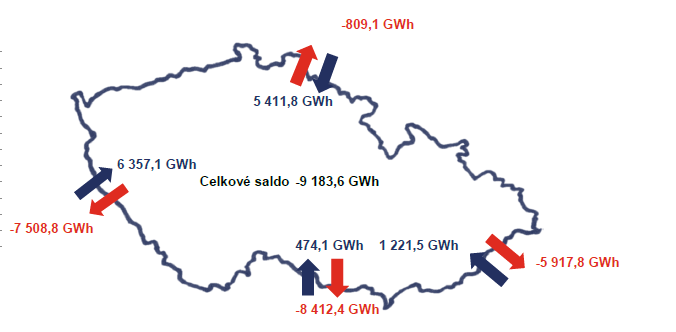 -809,1 GWh
5 411,8 GWh
6 357,1 GWh
Celkové saldo -9 183,6 GWh
-7 508,8 GWh
474,1 GWh
1 221,5 GWh
-5 917,8 GWh
-8 412,4 GWh